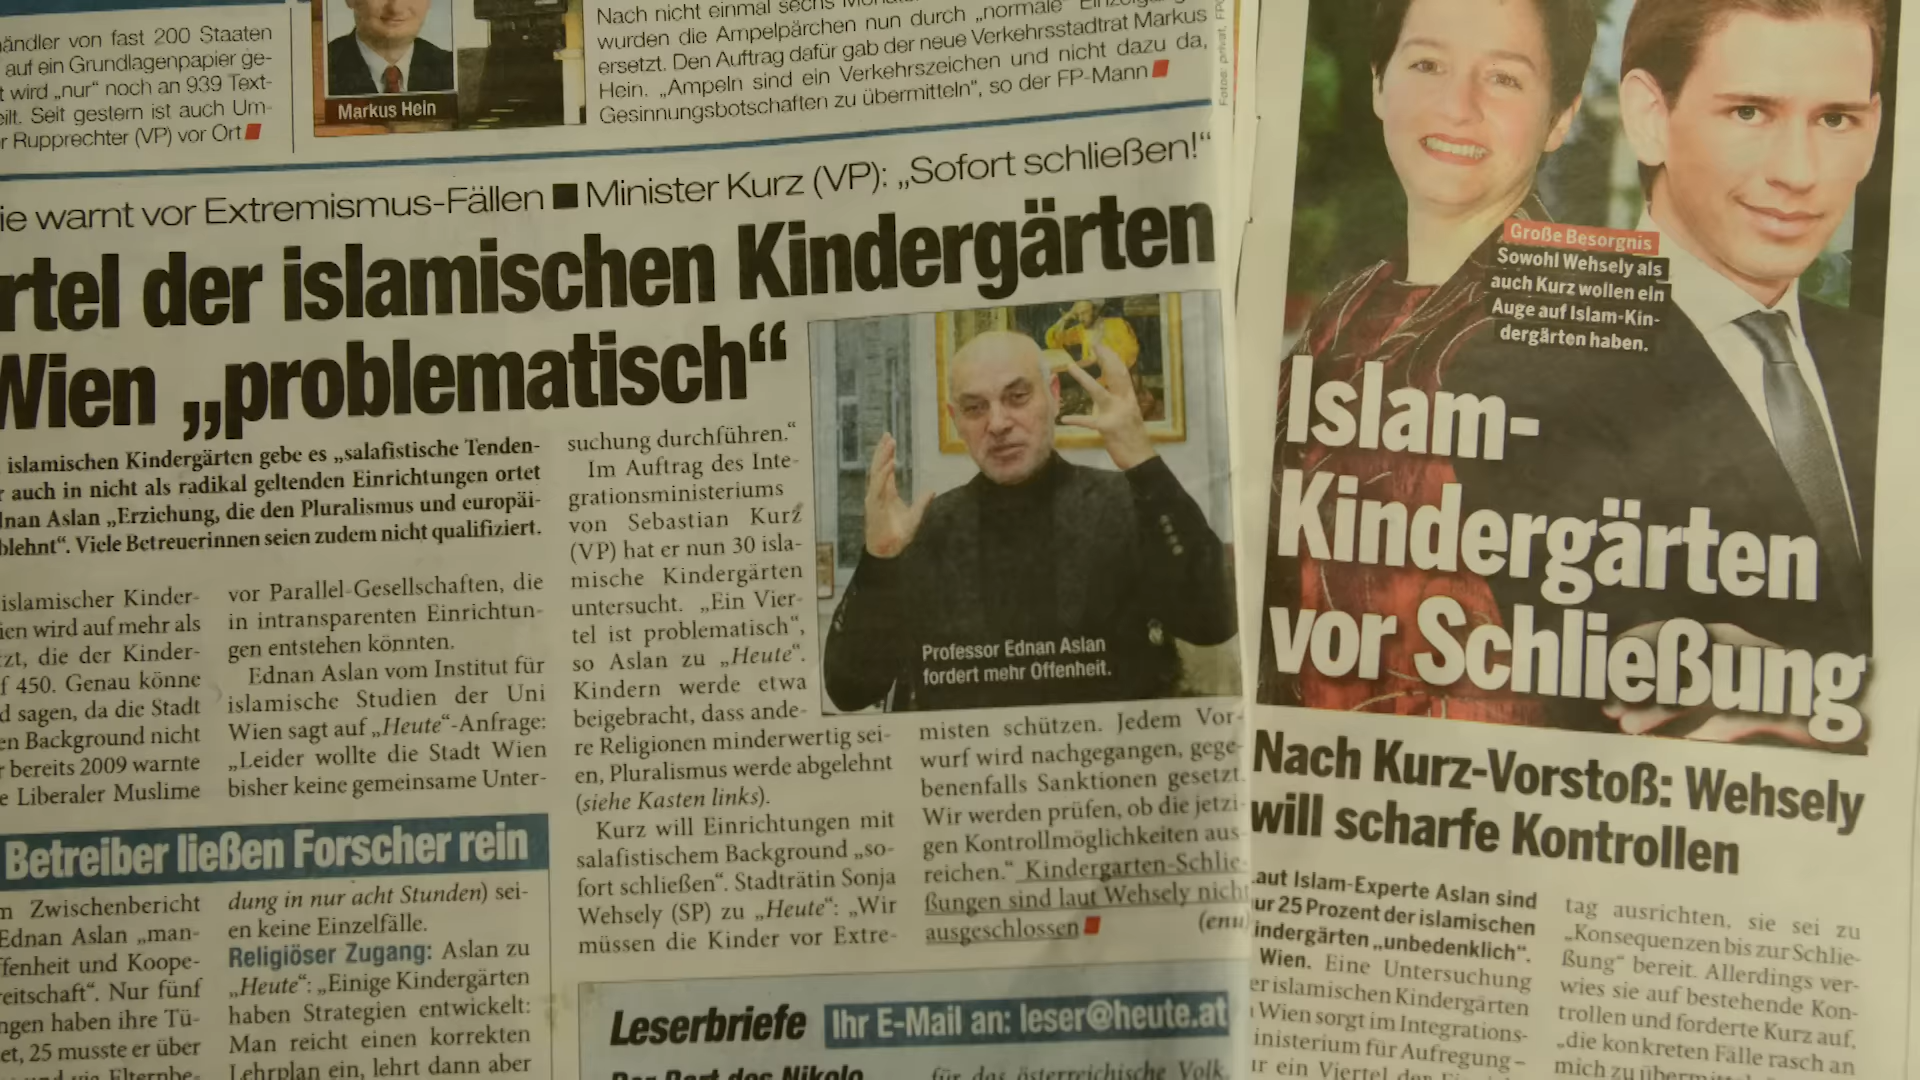 ändler von fast 200 Staaten
auf ein Grundlagenpapier ge-
t wird „nur“ noch an 939 Text-
eilt. Seit gestern ist auch Um-
r Rupprechter (VP) vor Ort
Markus Hein
Nach nicht einmal sechs
wurden die Ampelpärchen nun durch „normale“
ersetzt. Den Auftrag dafür gab der neue Verkehrsstadtrat Markus
Hein. „Ampeln sind ein Verkehrszeichen und nicht dazu da,
Gesinnungsbotschaften zu übermitteln“, so der FP-Mann
Fotos: privat, FPÖ
ie warnt vor Extremismus-Fällen ■ Minister Kurz (VP): „Sofort schließen!“
rtel der islamischen Kindergärten
Wien „problematisch“
islamischen Kindergärten gebe es „salafistische Tenden-
r auch in nicht als radikal geltenden Einrichtungen ortet
dnan Aslan „Erziehung, die den Pluralismus und europäi-
blehnt“. Viele Betreuerinnen seien zudem nicht qualifiziert.
islamischer Kinder-
ien wird auf mehr als
zt, die der Kinder-
f 450. Genau könne
d sagen, da die Stadt
en Background nicht
r bereits 2009 warnte
e Liberaler Muslime
vor Parallel-Gesellschaften, die
in intransparenten Einrichtun-
gen entstehen könnten.
Ednan Aslan vom Institut für
islamische Studien der Uni
Wien sagt auf „Heute“-Anfrage:
„Leider wollte die Stadt Wien
bisher keine gemeinsame Unter-
suchung durchführen.“
Im Auftrag des Inte-
grationsministeriums
von Sebastian Kurz
(VP) hat er nun 30 isla-
mische Kindergärten
untersucht. „Ein Vier-
tel ist problematisch“,
so Aslan zu „Heute“.
Kindern werde etwa
beigebracht, dass ande-
re Religionen minderwertig sei-
en, Pluralismus werde abgelehnt
(siehe Kasten links).
Kurz will Einrichtungen mit
salafistischem Background „so-
fort schließen“. Stadträtin Sonja
Wehsely (SP) zu „Heute“: „Wir
müssen die Kinder vor Extre-
Professor Ednan Aslan
fordert mehr Offenheit.
misten schützen. Jedem Vor-
wurf wird nachgegangen, gege-
benenfalls Sanktionen gesetzt.
Wir werden prüfen, ob die jetzi-
gen Kontrollmöglichkeiten aus-
reichen.“ Kindergarten-Schlie-
ßungen sind laut Wehsely nicht
ausgeschlossen (enu)
Betreiber ließen Forscher rein
m Zwischenbericht
Ednan Aslan „man-
ffenheit und Koope-
reitschaft“. Nur fünf
ngen haben ihre Tü-
et, 25 musste er über
und via Elternbe-
dung in nur acht Stunden) sei-
en keine Einzelfälle.
Religiöser Zugang: Aslan zu
„Heute“: „Einige Kindergärten
haben Strategien entwickelt:
Man reicht einen korrekten
Lehrplan ein, lehrt dann aber
Leserbriefe Ihr E-Mail an: leser@heute.at
Der Part des Nikolo
für das österreichische Volk.
Große Besorgnis
Sowohl Wehsely als
auch Kurz wollen ein
Auge auf Islam-Kin-
dergärten haben.
Islam-
Kindergärten
vor Schließung
Nach Kurz-Vorstoß: Wehsely
will scharfe Kontrollen
Laut Islam-Experte Aslan sind
ur 25 Prozent der islamischen
indergärten „unbedenklich“.
Wien. Eine Untersuchung
er islamischen Kindergärten
Wien sorgt im Integrations-
inisterium für Aufregung –
ur ein Viertel der
tag ausrichten, sie sei zu
„Konsequenzen bis zur Schlie-
ßung“ bereit. Allerdings ver-
wies sie auf bestehende Kon-
trollen und forderte Kurz auf,
„die konkreten Fälle rasch an
mich zu